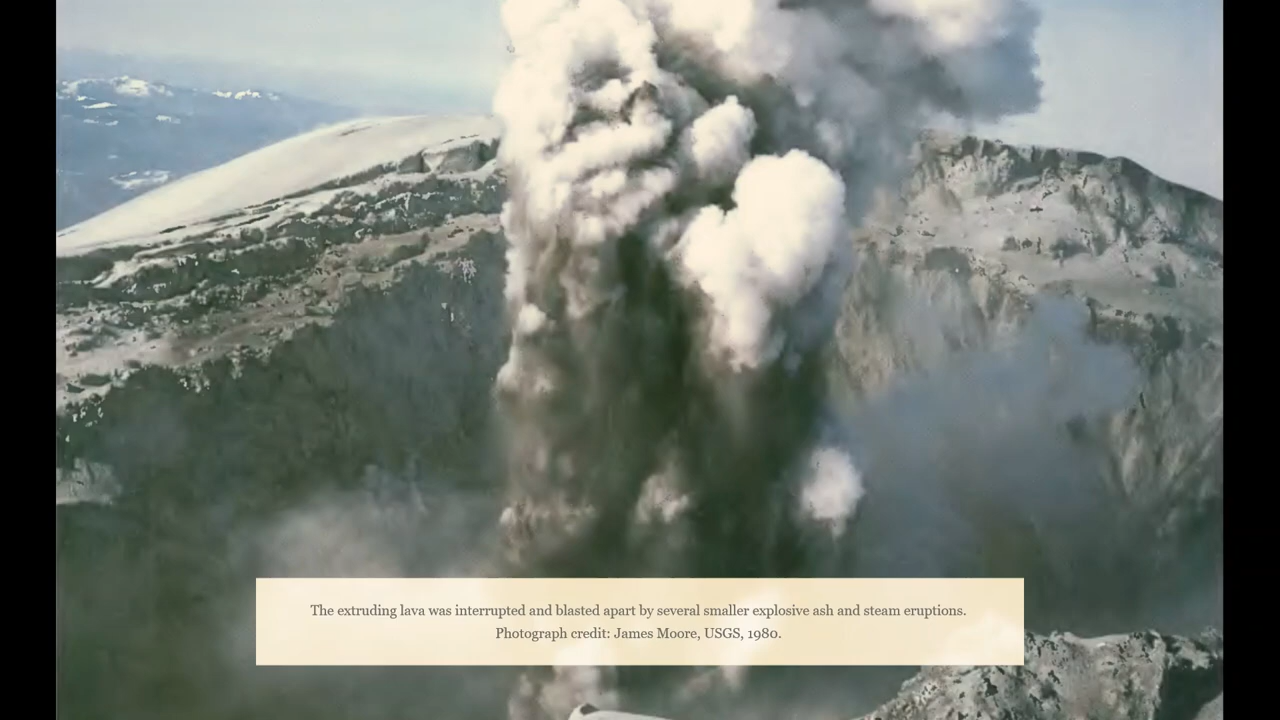 The extruding lava was interrupted and blasted apart by several smaller explosive ash and steam eruptions.
Photograph credit: James Moore, USGS, 1980.